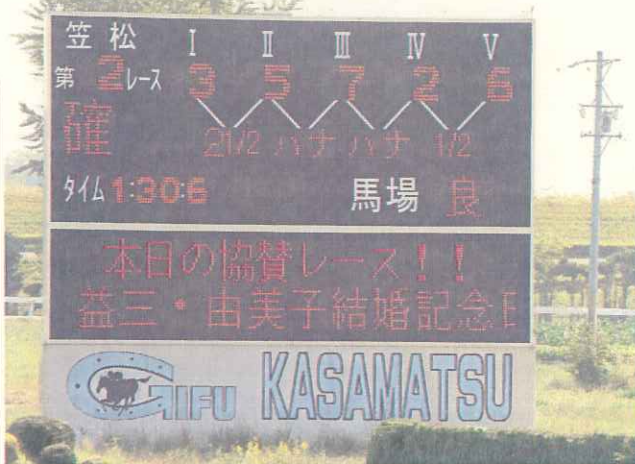 笠松 I II III IV V
第2レース 3 5 7 2 6
確 21/2 ハナ ハナ 1/2
タイム 1:30:6 馬場 良
本日の協賛レース!!
益三・由美子結婚記念日
GIFU KASAMATSU